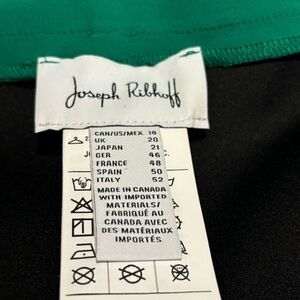 Joseph Ribkoff
CAN/US/MEX 18
UK 20
JAPAN 21
GER 46
FRANCE 48
SPAIN 50
ITALY 52
MADE IN CANADA
WITH IMPORTED
MATERIALS/
FABRIQUÉ AU
CANADA AVEC
DES MATÉRIAUX
IMPORTÉS